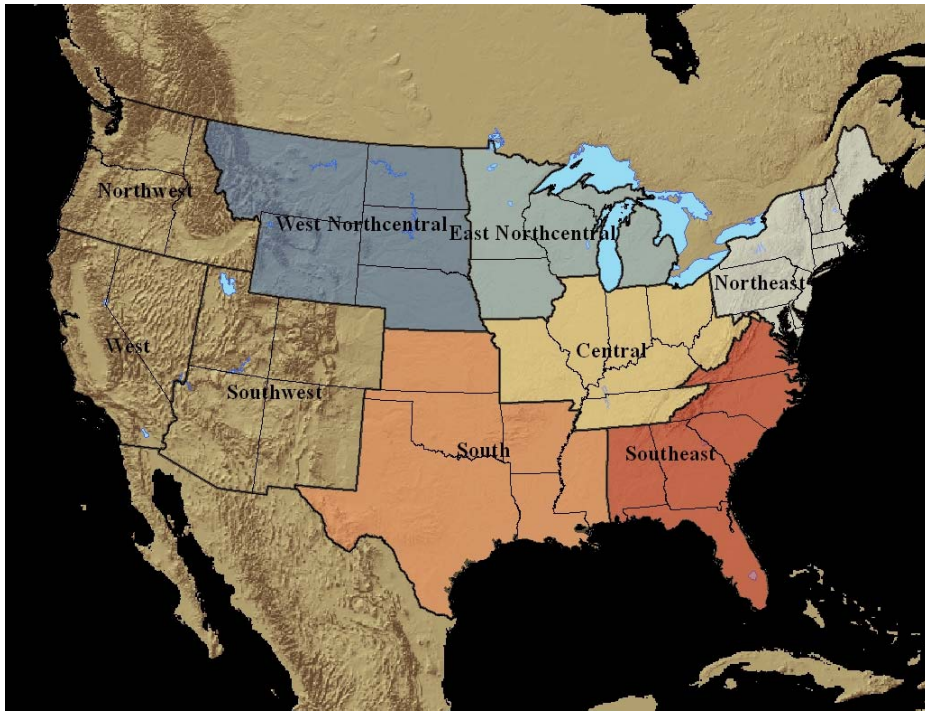 Northwest
West Northcentral
East Northcentral
Northeast
West
Central
Southwest
South
Southeast